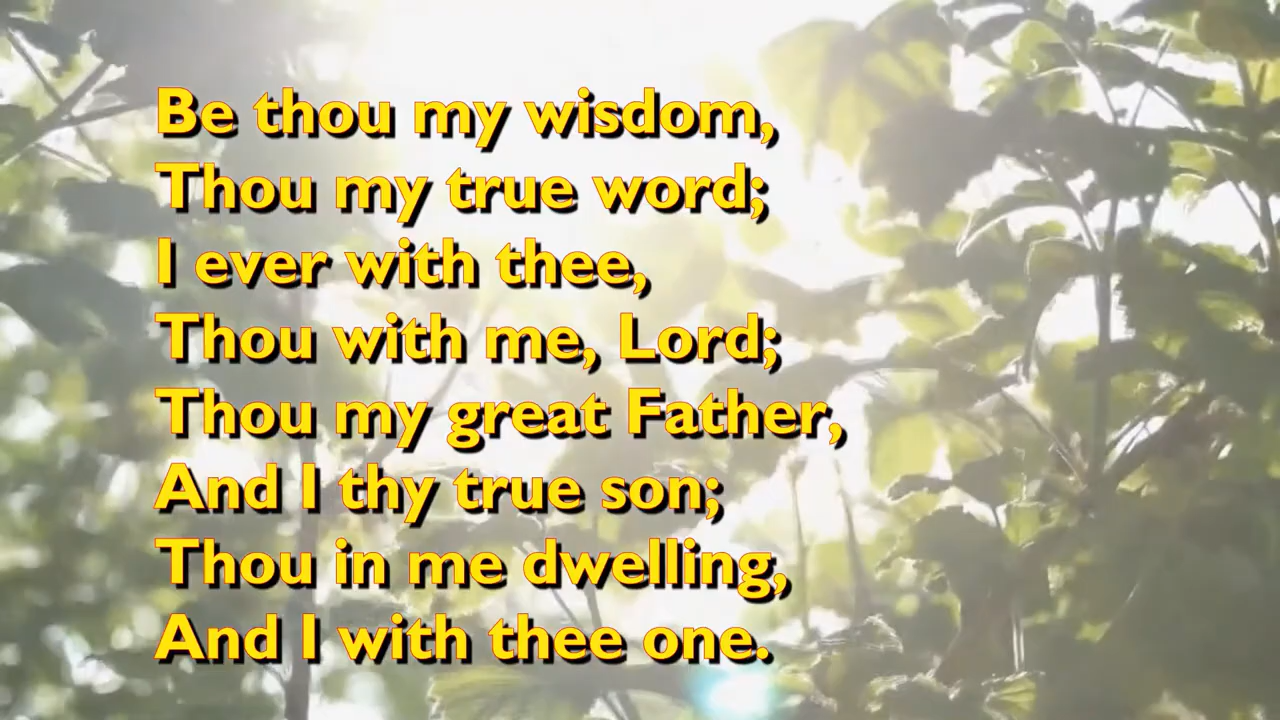 Be thou my wisdom,
Thou my true word;
I ever with thee,
Thou with me, Lord;
Thou my great Father,
And I thy true son;
Thou in me dwelling,
And I with thee one.